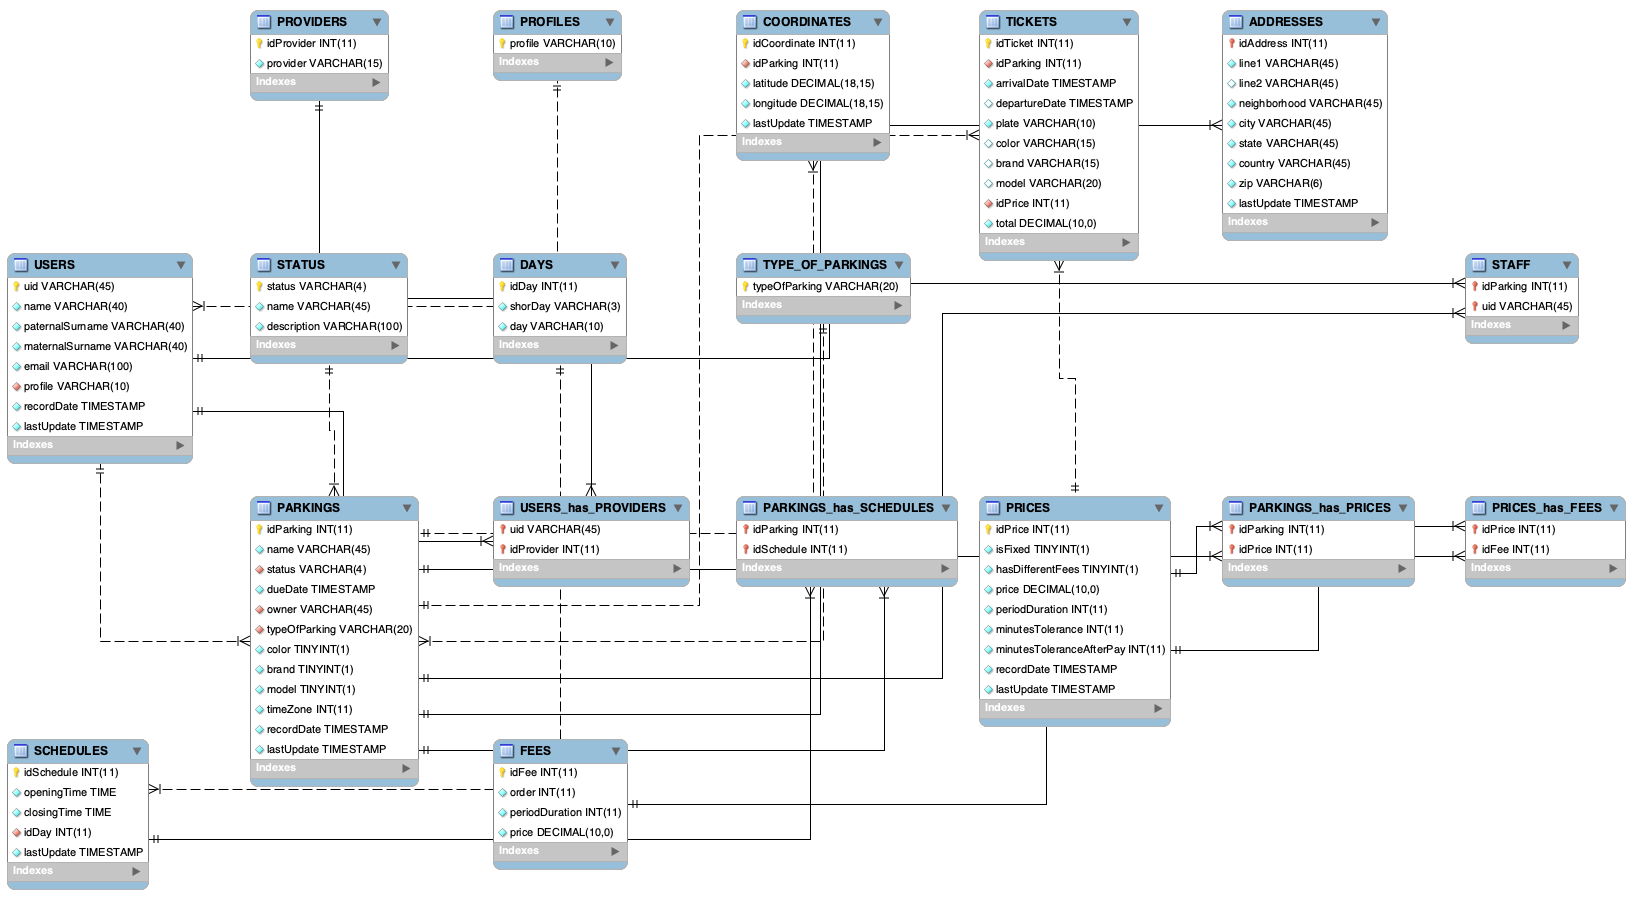 PROVIDERS
idProvider INT(11)
provider VARCHAR(15)
Indexes
PROFILES
profile VARCHAR(10)
Indexes
COORDINATES
idCoordinate INT(11)
idParking INT(11)
latitude DECIMAL(18,15)
longitude DECIMAL(18,15)
lastUpdate TIMESTAMP
Indexes
TICKETS
idTicket INT(11)
idParking INT(11)
arrivalDate TIMESTAMP
departureDate TIMESTAMP
plate VARCHAR(10)
color VARCHAR(15)
brand VARCHAR(15)
model VARCHAR(20)
idPrice INT(11)
total DECIMAL(10,0)
Indexes
ADDRESSES
idAddress INT(11)
line1 VARCHAR(45)
line2 VARCHAR(45)
neighborhood VARCHAR(45)
city VARCHAR(45)
state VARCHAR(45)
country VARCHAR(45)
zip VARCHAR(6)
lastUpdate TIMESTAMP
Indexes
USERS
uid VARCHAR(45)
name VARCHAR(40)
paternalSurname VARCHAR(40)
maternalSurname VARCHAR(40)
email VARCHAR(100)
profile VARCHAR(10)
recordDate TIMESTAMP
lastUpdate TIMESTAMP
Indexes
STATUS
status VARCHAR(4)
name VARCHAR(45)
description VARCHAR(100)
Indexes
DAYS
idDay INT(11)
shorDay VARCHAR(3)
day VARCHAR(10)
Indexes
TYPE_OF_PARKINGS
typeOfParking VARCHAR(20)
Indexes
STAFF
idParking INT(11)
uid VARCHAR(45)
Indexes
PARKINGS
idParking INT(11)
name VARCHAR(45)
status VARCHAR(4)
dueDate TIMESTAMP
owner VARCHAR(45)
typeOfParking VARCHAR(20)
color TINYINT(1)
brand TINYINT(1)
model TINYINT(1)
timeZone INT(11)
recordDate TIMESTAMP
lastUpdate TIMESTAMP
Indexes
USERS_has_PROVIDERS
uid VARCHAR(45)
idProvider INT(11)
Indexes
PARKINGS_has_SCHEDULES
idParking INT(11)
idSchedule INT(11)
Indexes
PRICES
idPrice INT(11)
isFixed TINYINT(1)
hasDifferentFees TINYINT(1)
price DECIMAL(10,0)
periodDuration INT(11)
minutesTolerance INT(11)
minutesToleranceAfterPay INT(11)
recordDate TIMESTAMP
lastUpdate TIMESTAMP
Indexes
PARKINGS_has_PRICES
idParking INT(11)
idPrice INT(11)
Indexes
PRICES_has_FEES
idPrice INT(11)
idFee INT(11)
Indexes
SCHEDULES
idSchedule INT(11)
openingTime TIME
closingTime TIME
idDay INT(11)
lastUpdate TIMESTAMP
Indexes
FEES
idFee INT(11)
order INT(11)
periodDuration INT(11)
price DECIMAL(10,0)
Indexes